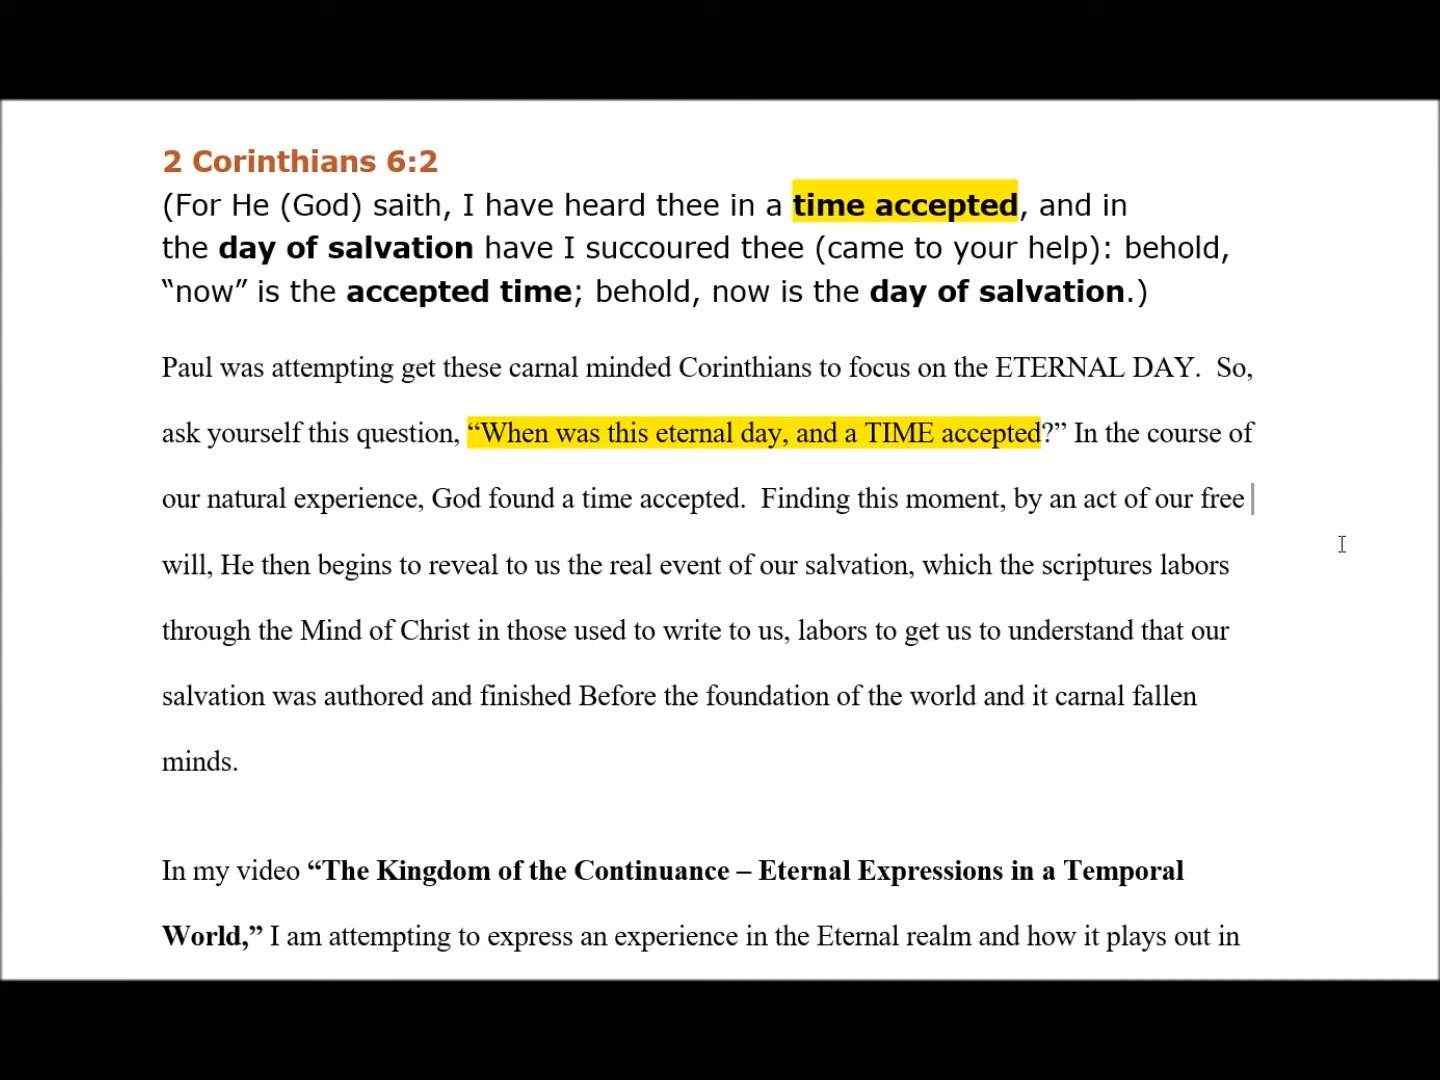 2 Corinthians 6:2
(For He (God) saith, I have heard thee in a time accepted, and in
the day of salvation have I succoured thee (came to your help): behold,
“now” is the accepted time; behold, now is the day of salvation.)
Paul was attempting get these carnal minded Corinthians to focus on the ETERNAL DAY.  So,
ask yourself this question, “When was this eternal day, and a TIME accepted?” In the course of
our natural experience, God found a time accepted.  Finding this moment, by an act of our free
will, He then begins to reveal to us the real event of our salvation, which the scriptures labors
through the Mind of Christ in those used to write to us, labors to get us to understand that our
salvation was authored and finished Before the foundation of the world and it carnal fallen
minds.
In my video “The Kingdom of the Continuance – Eternal Expressions in a Temporal
World,” I am attempting to express an experience in the Eternal realm and how it plays out in